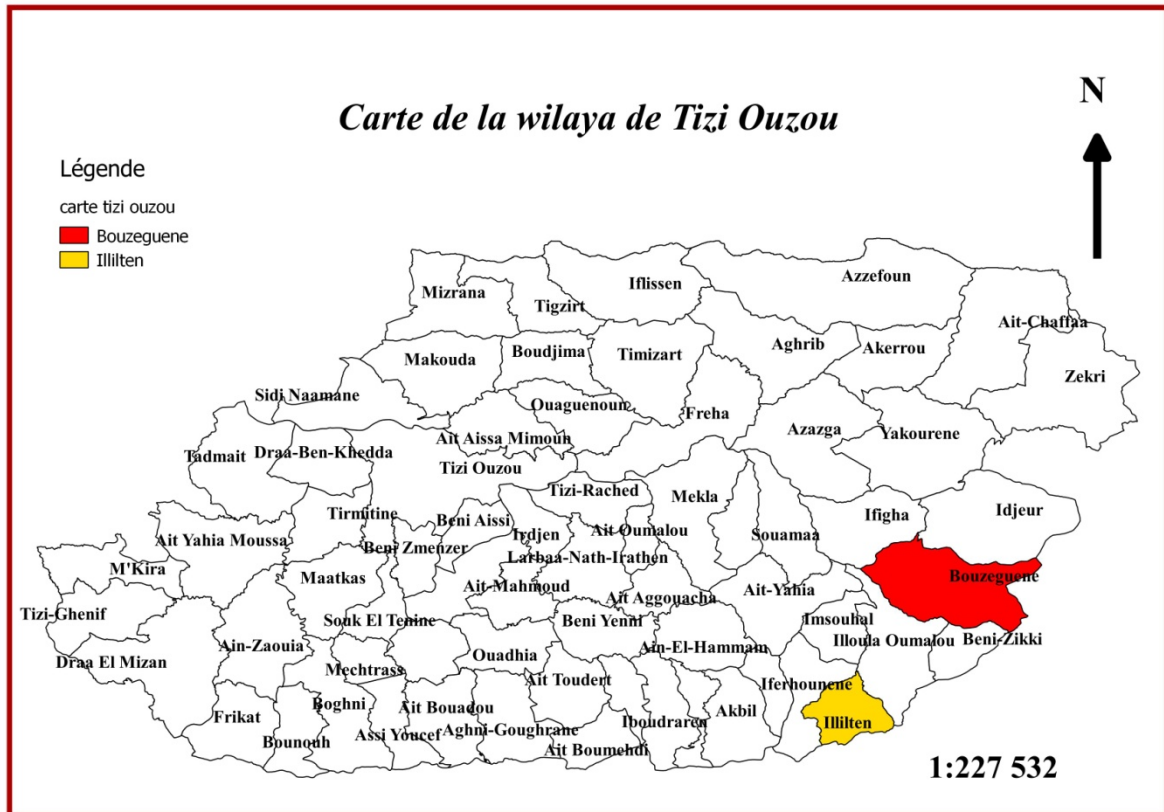 N
Carte de la wilaya de Tizi Ouzou
Légende
carte tizi ouzou
Bouzeguene
Illilten
Azzefoun
Iflissen
Mizrana
Tigzirt
Ait-Chaffaa
Aghrib
Akerrou
Boudjima
Timizart
Makouda
Zekri
Sidi Naamane
Ouaguenoun
Freha
Azazga
Yakourene
Ait Aissa Mimoun
Draa-Ben-Khedda
Tadmait
Tizi Ouzou
Tizi-Rached
Mekla
Idjeur
Ifigha
Tirmitine
Beni Aissi
Irdjen
Ait Oumalou
Souamaa
Ait Yahia Moussa
Beni Zmenzer
Larbaa-Nath-Irathen
M'Kira
Maatkas
Ait-Mahmoud
Ait-Yahia
Bouzeguene
Ait Aggouacha
Tizi-Ghenif
Souk El Tenine
Beni Yenni
Imsouhal
Illoula Oumalou
Beni-Zikki
Ain-Zaouia
Ouadhia
Ain-El-Hammam
Draa El Mizan
Mechtrass
Ait Toudert
Iferhounene
Boghni
Ait Bouadou
Akbil
Frikat
Iboudraren
Illilten
Aghni-Goughrane
Assi Youcef
Bounouh
Ait Boumehdi
1:227 532